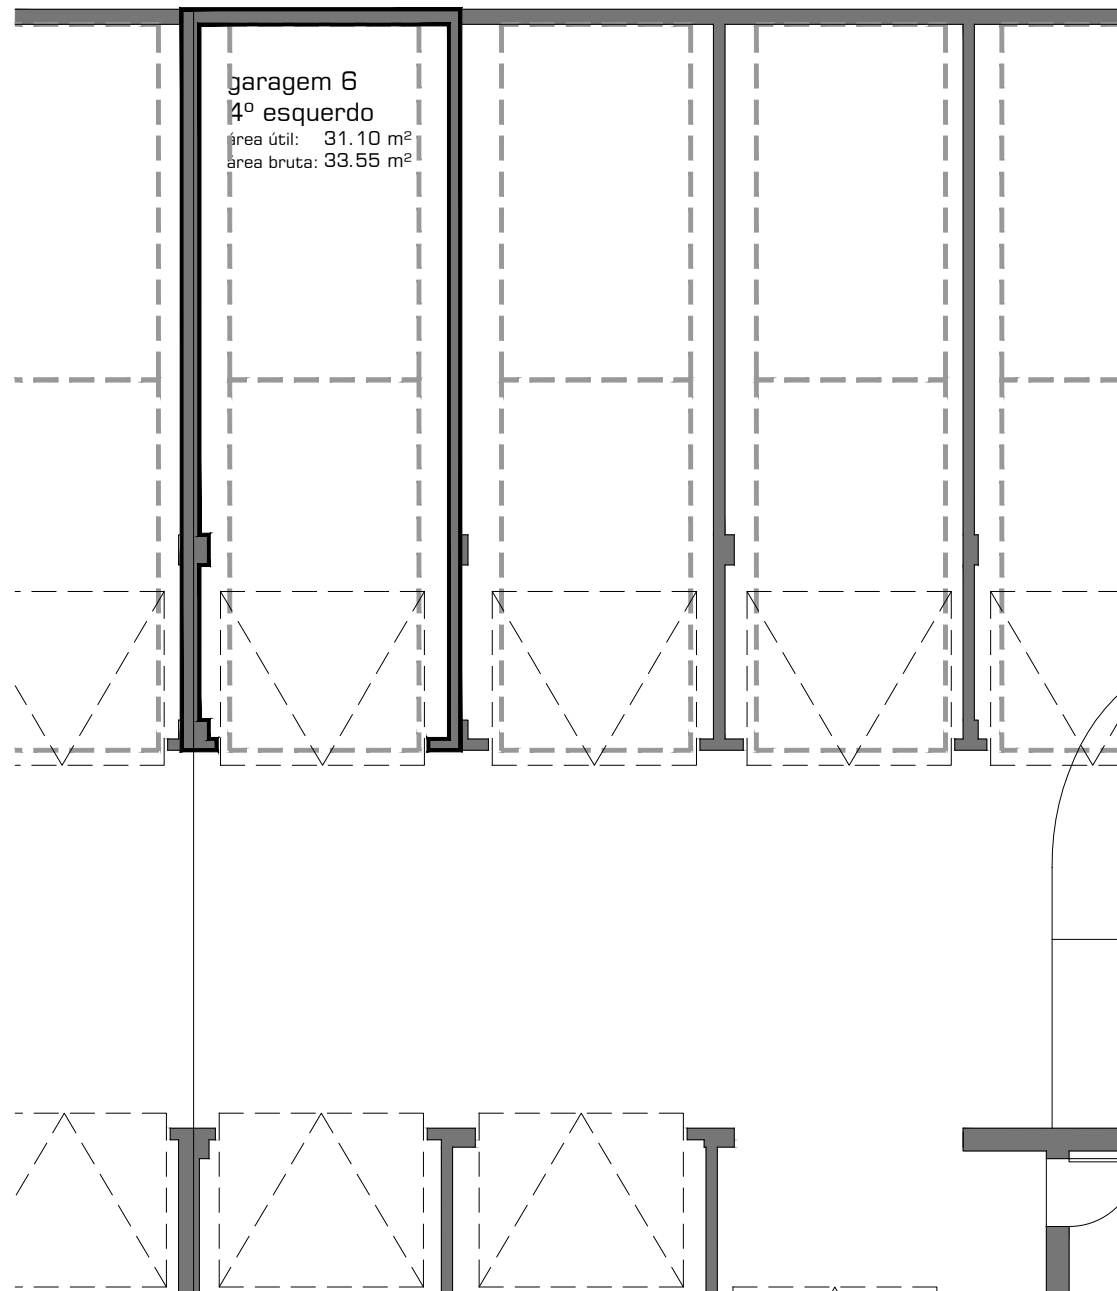 garagem 6
4º esquerdo
área útil: 31.10 m²
área bruta: 33.55 m²